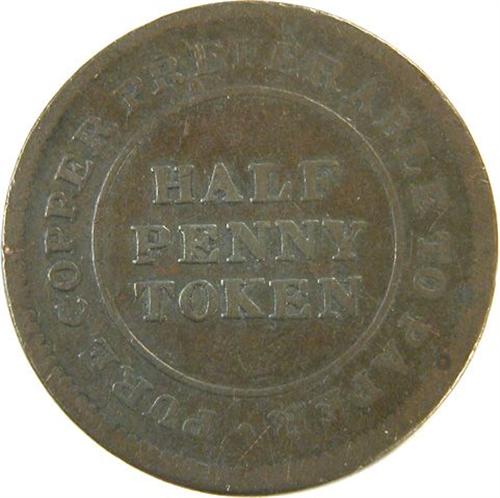 PURE COPPER PREFERABLE TO PAPER
HALF
PENNY
TOKEN